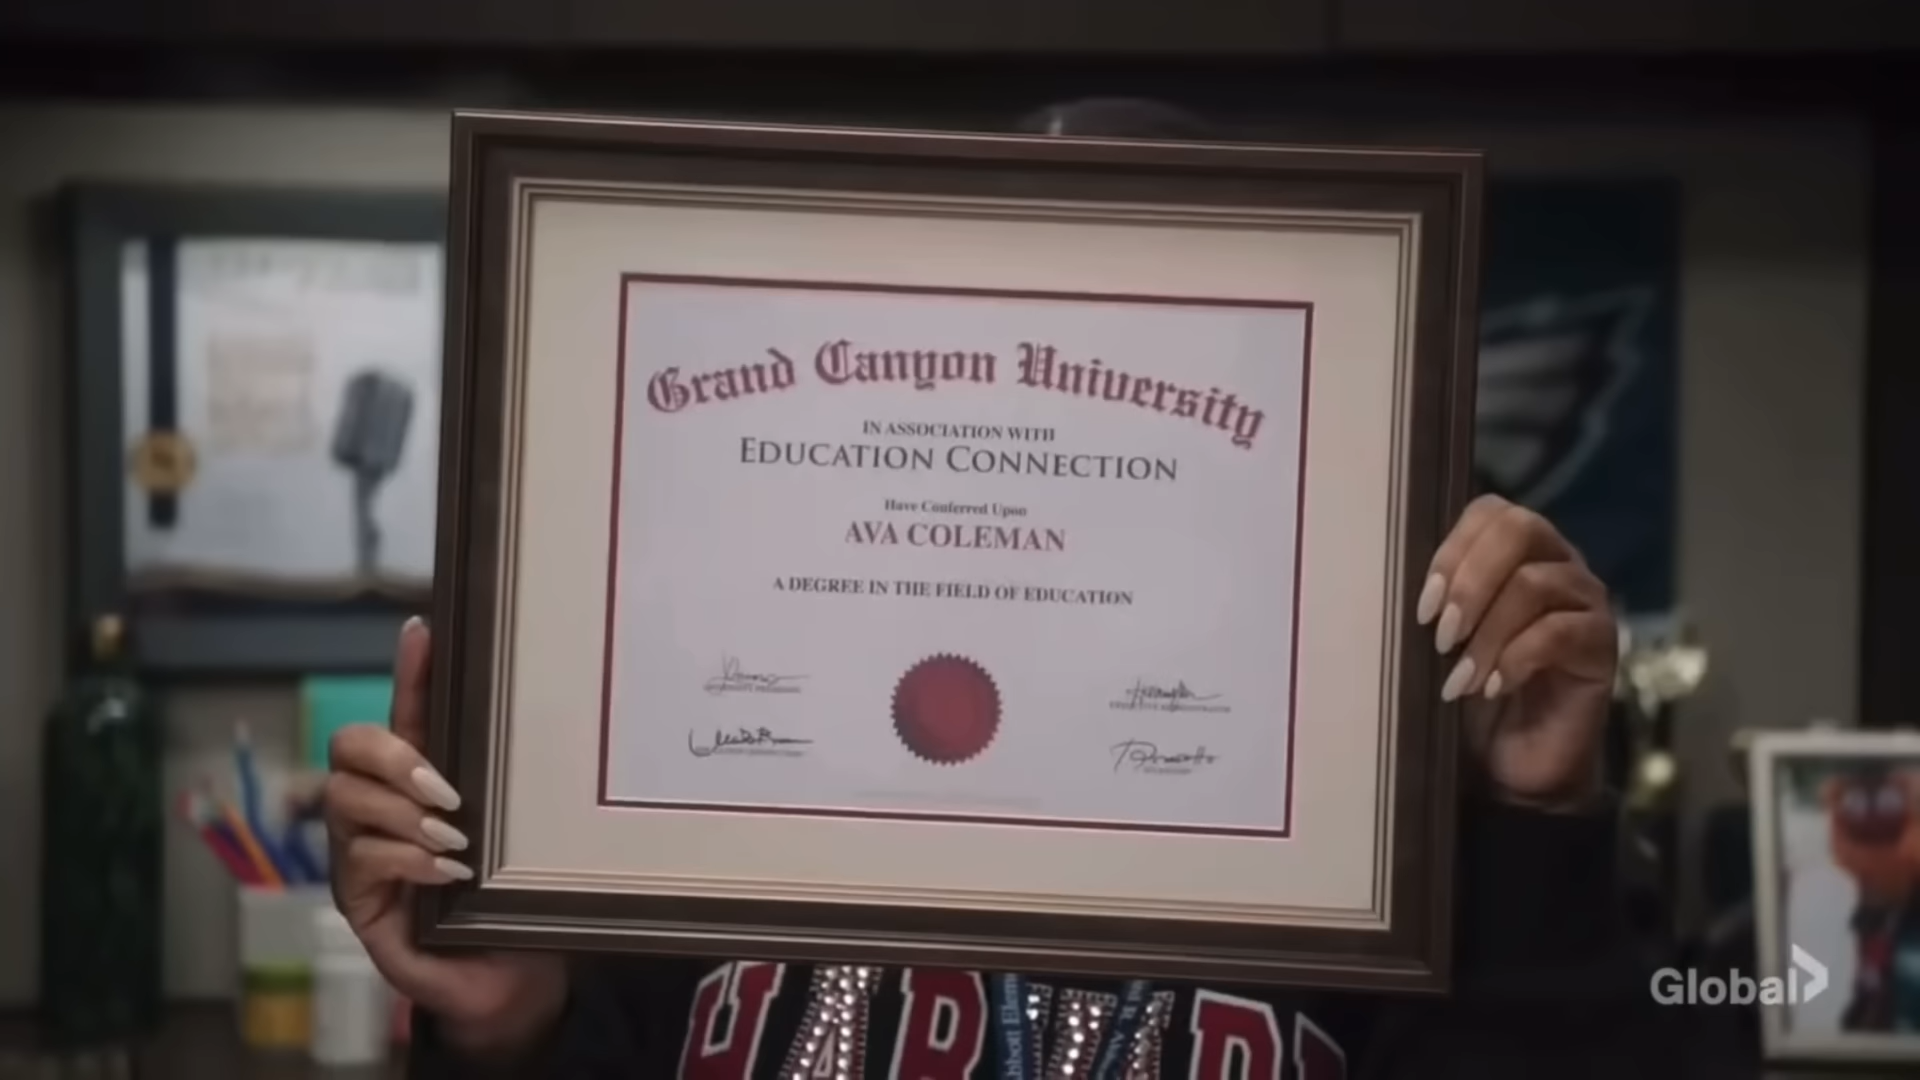 Grand Canyon University
IN ASSOCIATION WITH
EDUCATION CONNECTION
Have Conferred Upon
AVA COLEMAN
A DEGREE IN THE FIELD OF EDUCATION
HARVARD
Global